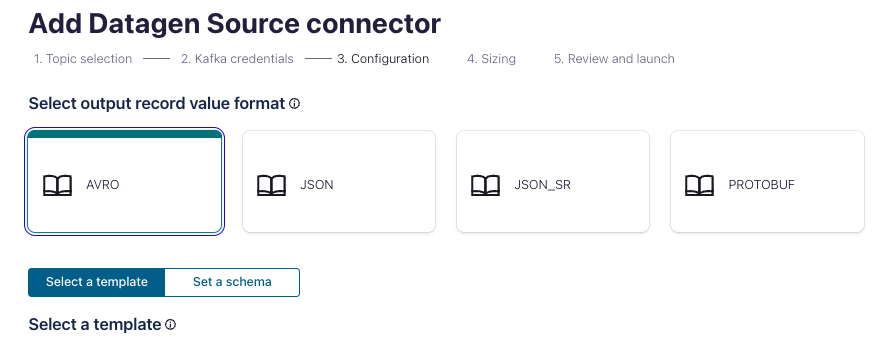 Add Datagen Source connector
1. Topic selection 2. Kafka credentials 3. Configuration 4. Sizing 5. Review and launch
Select output record value format
AVRO JSON JSON_SR PROTOBUF
Select a template Set a schema
Select a template